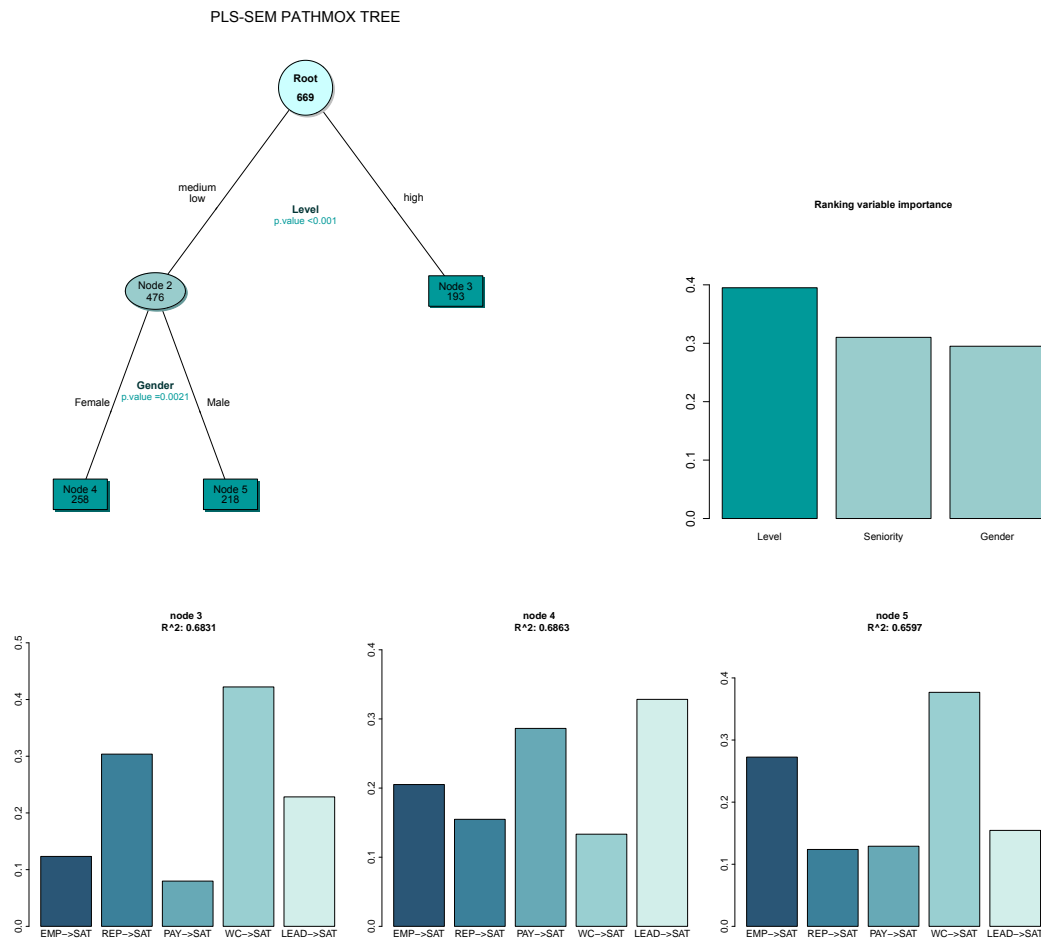 PLS-SEM PATHMOX TREE
Root
669
medium
low
high
Level
p.value <0.001
Node 2
476
Node 3
193
Gender
p.value =0.0021
Female
Male
Node 4
258
Node 5
218
Ranking variable importance
0.4
0.3
0.2
0.1
0.0
Level Seniority Gender
node 3
R^2: 0.6831
0.5
0.4
0.3
0.2
0.1
0.0
EMP->SAT REP->SAT PAY->SAT WC->SAT LEAD->SAT
node 4
R^2: 0.6863
0.4
0.3
0.2
0.1
0.0
EMP->SAT REP->SAT PAY->SAT WC->SAT LEAD->SAT
node 5
R^2: 0.6597
0.4
0.3
0.2
0.1
0.0
EMP->SAT REP->SAT PAY->SAT WC->SAT LEAD->SAT